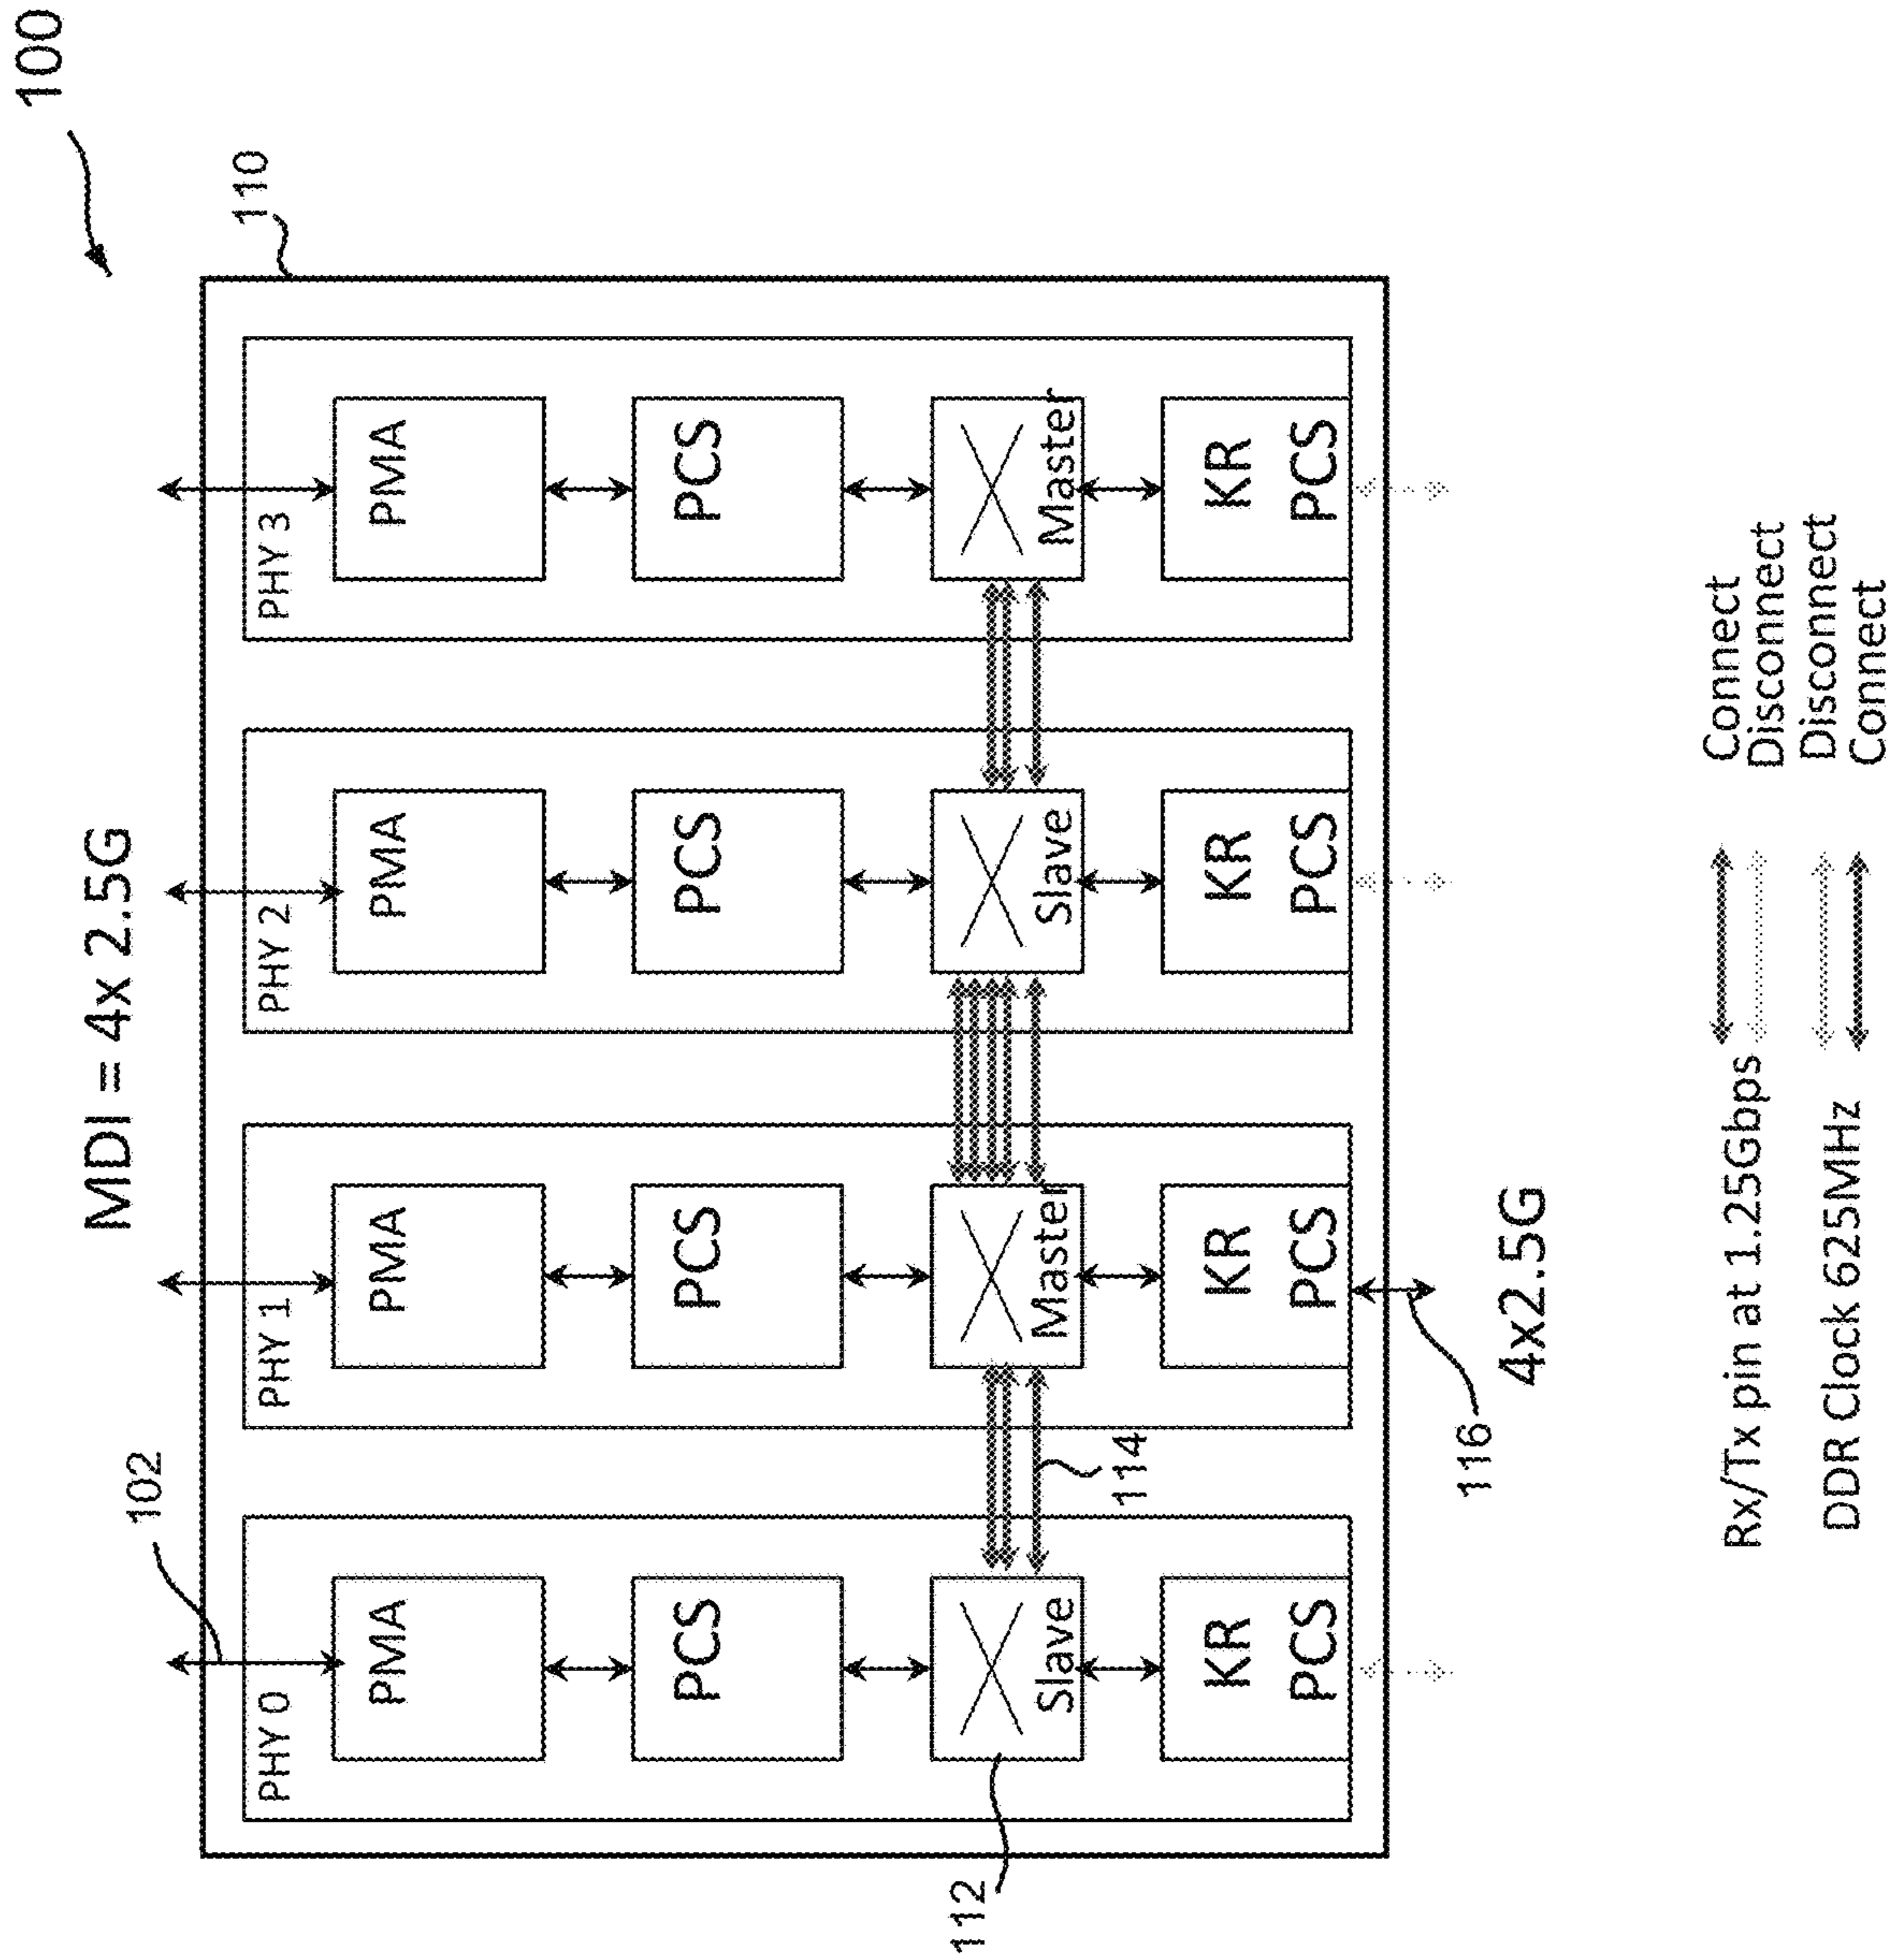 100
MDI = 4x 2.5G
102
110
PHY 0
PHY 1
PHY 2
PHY 3
PMA
PMA
PMA
PMA
PCS
PCS
PCS
PCS
112
Slave
Master
Slave
Master
114
KR
PCS
KR
PCS
KR
PCS
KR
PCS
116
4x2.5G
Rx/Tx pin at 1.25Gbps
Connect
Disconnect
DDR Clock 625MHz
Disconnect
Connect